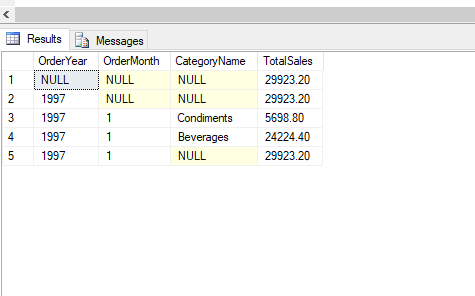 Results Messages
OrderYear OrderMonth CategoryName TotalSales
1 NULL NULL NULL 29923.20
2 1997 NULL NULL 29923.20
3 1997 1 Condiments 5698.80
4 1997 1 Beverages 24224.40
5 1997 1 NULL 29923.20